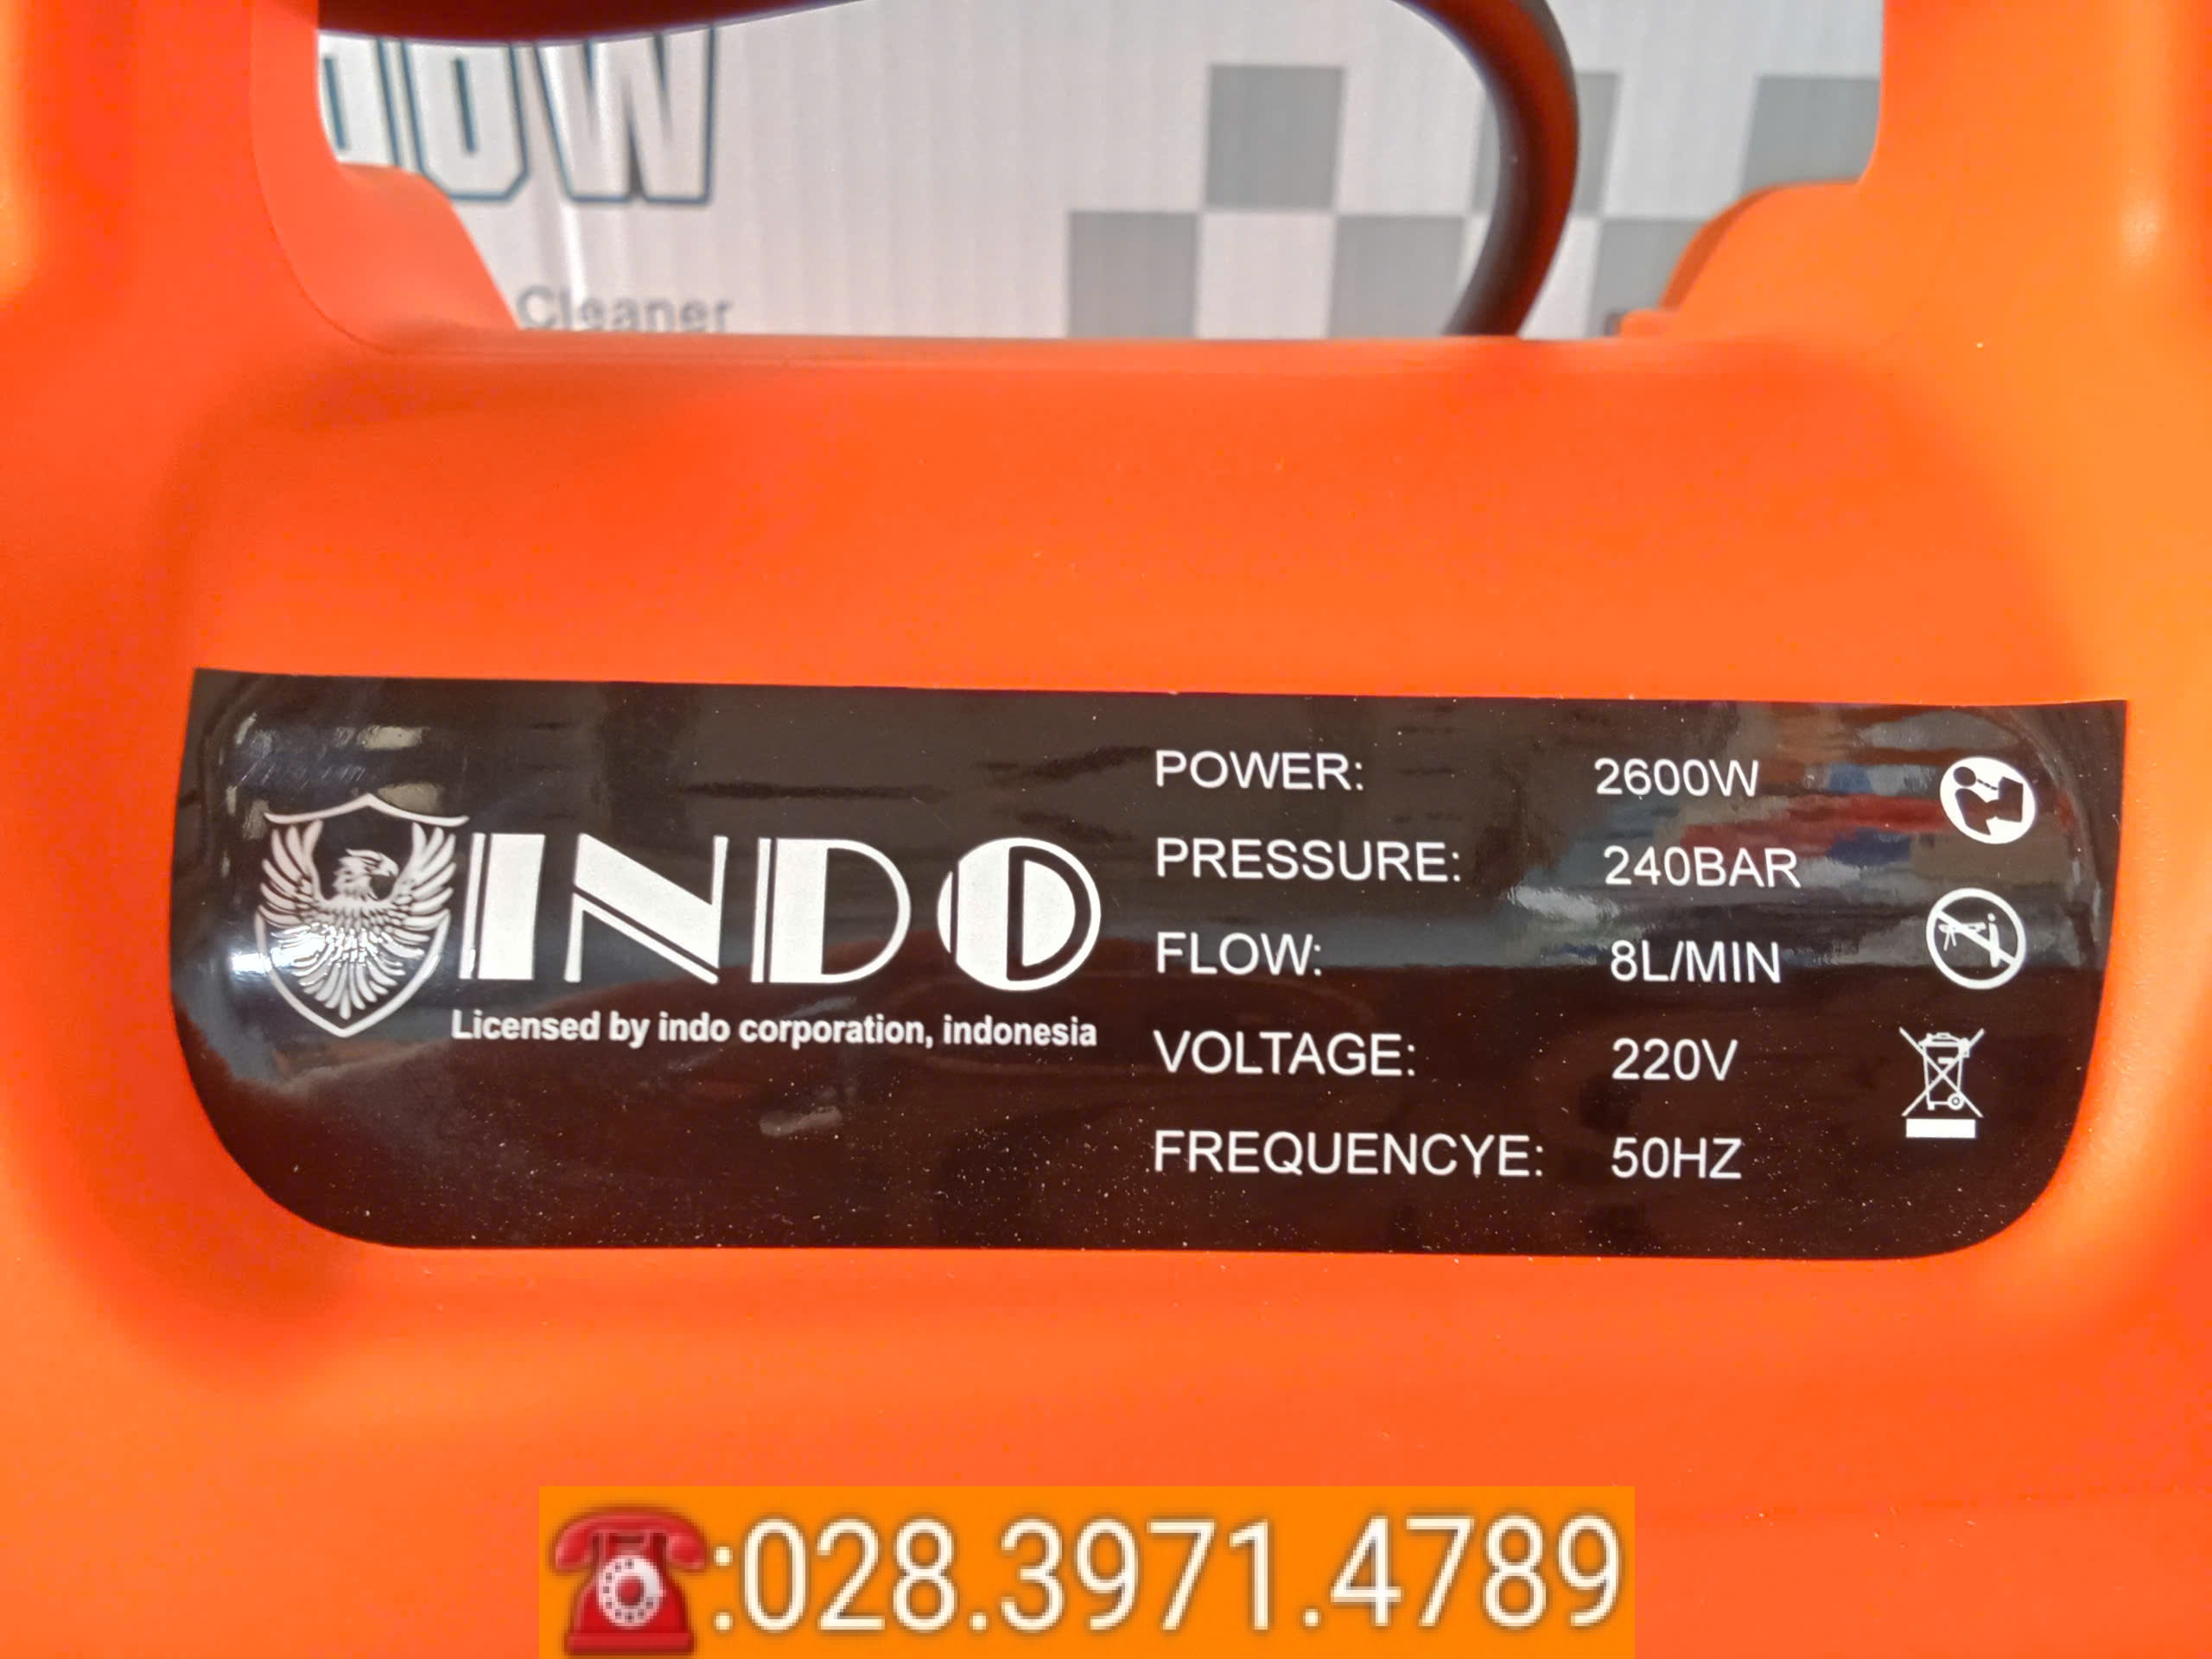 Cleaner
INDO
Licensed by indo corporation, indonesia
POWER: 2600W
PRESSURE: 240BAR
FLOW: 8L/MIN
VOLTAGE: 220V
FREQUENCYE: 50HZ
:028.3971.4789